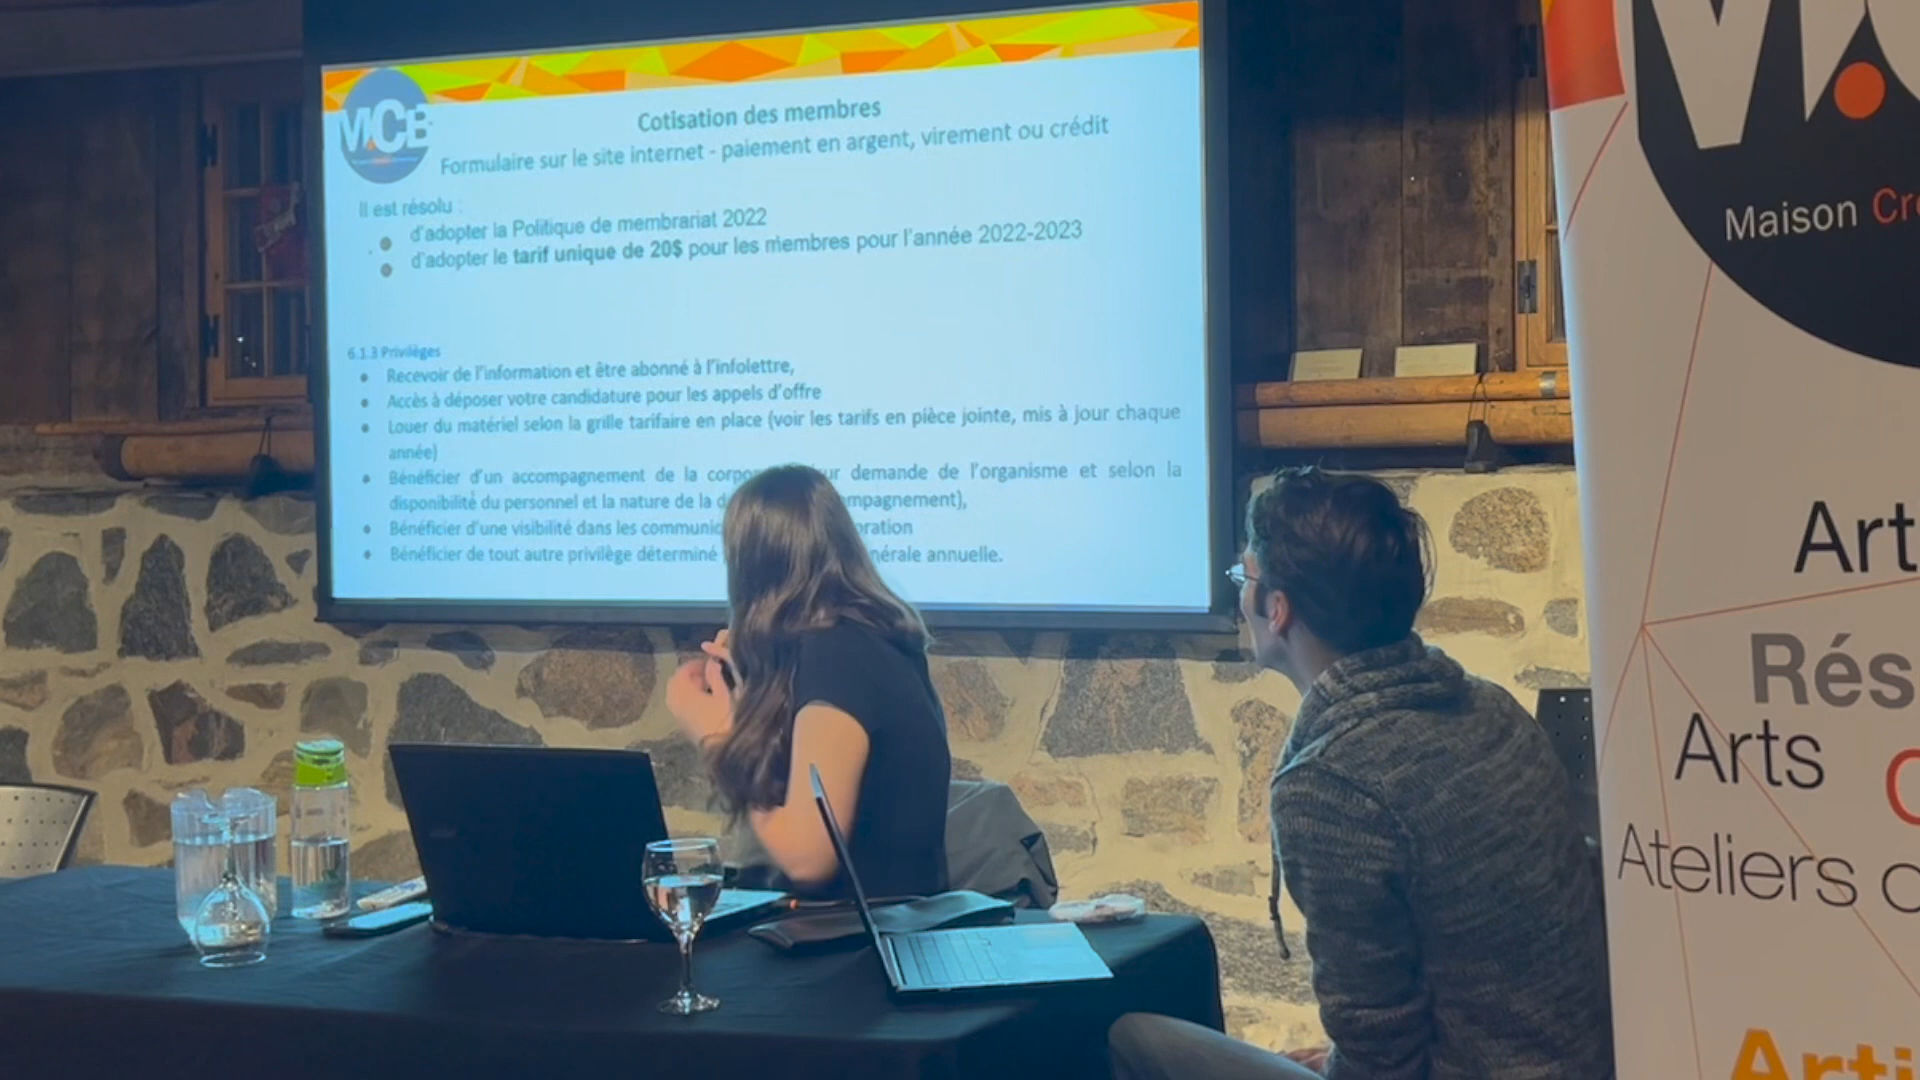 MCB
Cotisation des membres
Formulaire sur le site internet - paiement en argent, virement ou crédit
Il est résolu :
d'adopter la Politique de membrariat 2022
d'adopter le tarif unique de 20$ pour les membres pour l'année 2022-2023
6.1.3 Privilèges
Recevoir de l'information et être abonné à l'infolettre,
Accès à déposer votre candidature pour les appels d'offre
Louer du matériel selon la grille tarifaire en place (voir les tarifs en pièce jointe, mis à jour chaque
année)
Bénéficier d'un accompagnement de la demande de l'organisme et selon la
disponibilité du personnel et la nature de la
Bénéficier d'une visibilité dans les
Bénéficier de tout autre privilège déterminé annuelle.
Maison
Art
Rés
Arts
Ateliers
Arti